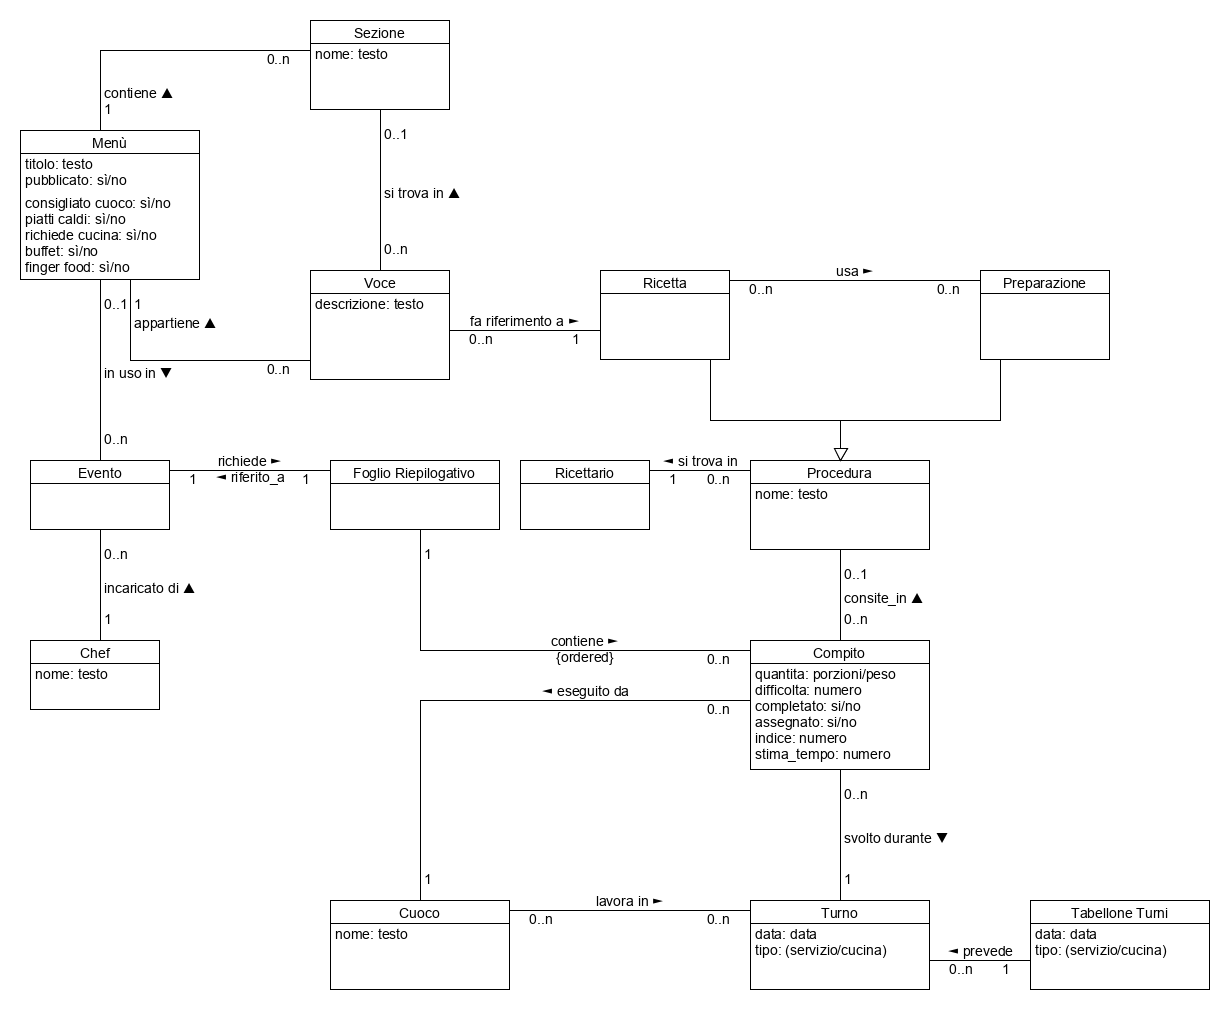 Sezione
nome: testo
0..n
contiene ▲
1
0..1
si trova in ▲
0..n
Menù
titolo: testo
pubblicato: sì/no
consigliato cuoco: sì/no
piatti caldi: sì/no
richiede cucina: sì/no
buffet: sì/no
finger food: sì/no
Voce
descrizione: testo
Ricetta
usa ►
0..n
0..n
Preparazione
0..1
1
appartiene ▲
0..n
fa riferimento a ►
0..n
1
in uso in ▼
0..n
Evento
richiede ►
◄ riferito_a
1
1
Foglio Riepilogativo
Ricettario
◄ si trova in
1
0..n
Procedura
nome: testo
0..n
incaricato di ▲
1
Chef
nome: testo
1
contiene ►
{ordered}
0..n
0..1
consite_in ▲
0..n
Compito
quantita: porzioni/peso
difficolta: numero
completato: si/no
assegnato: si/no
indice: numero
stima_tempo: numero
◄ eseguito da
0..n
1
0..n
svolto durante ▼
1
Cuoco
nome: testo
lavora in ►
0..n
0..n
Turno
data: data
tipo: (servizio/cucina)
◄ prevede
0..n
1
Tabellone Turni
data: data
tipo: (servizio/cucina)